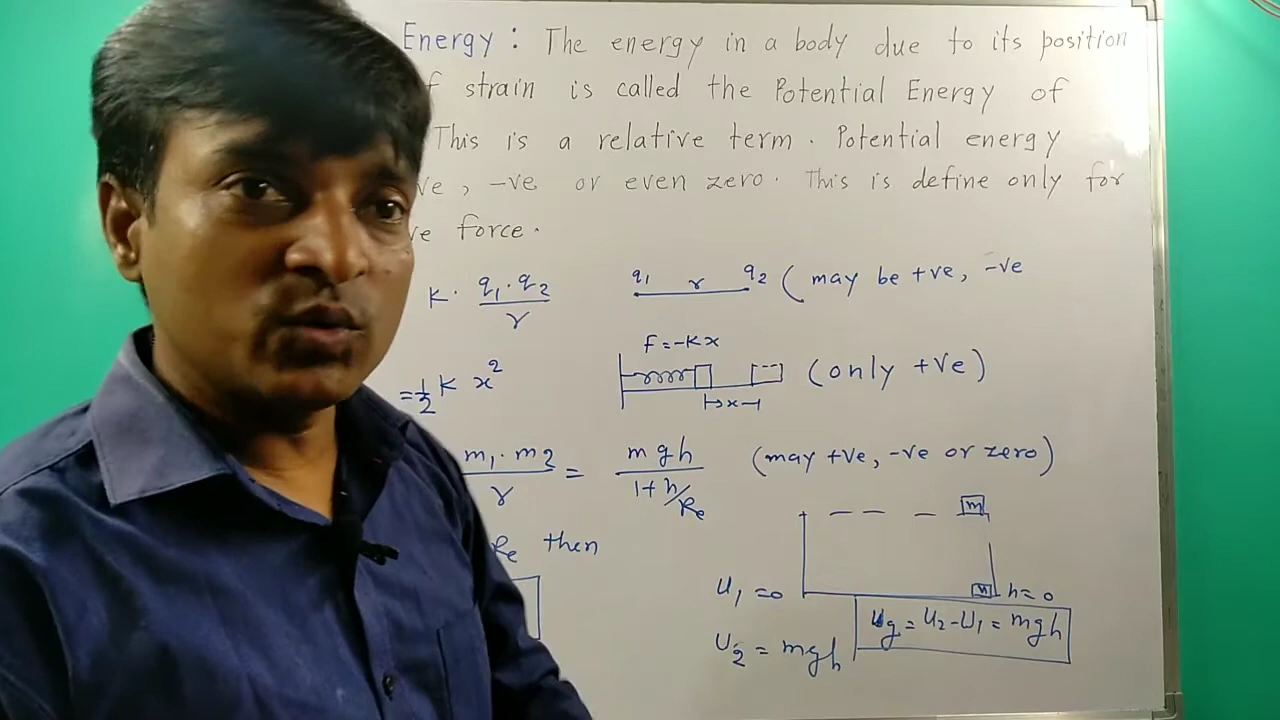 Energy : The energy in a body due to its position
f strain is called the Potential Energy of
This is a relative term. Potential energy
ve, -ve or even zero. This is define only for
ve force.
K. q1.q2/r q1 r q2 (may be +ve, -ve
F=-Kx
=1/2 K x² (only +ve)
x
m1.m2/r = mgh/1+h/Re (may +ve, -ve or zero)
m
Re then
U1=0 m h=0
Ug=U2-U1=mgh
U2=mgh